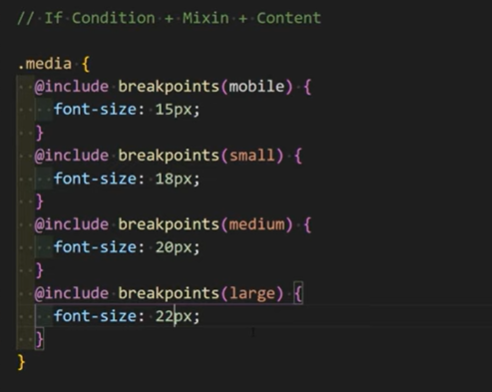 // If Condition + Mixin + Content
.media {
@include breakpoints(mobile) {
font-size: 15px;
}
@include breakpoints(small) {
font-size: 18px;
}
@include breakpoints(medium) {
font-size: 20px;
}
@include breakpoints(large) {
font-size: 22px;
}
}